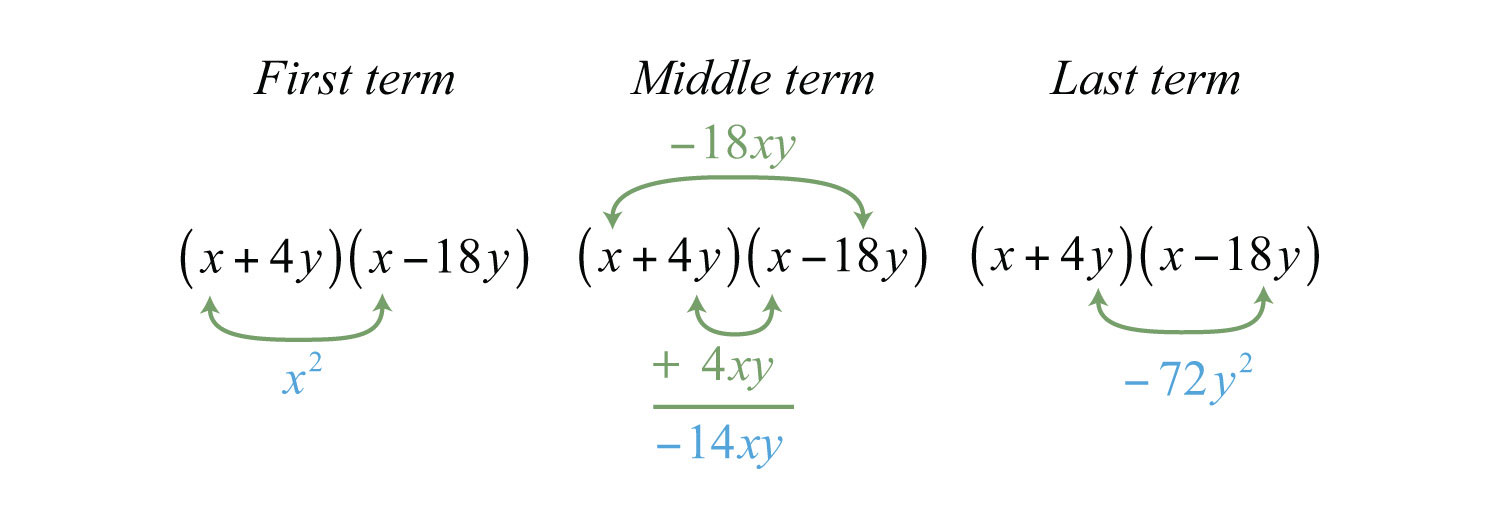 First term Middle term Last term
−18xy
(x + 4y)(x − 18y) (x + 4y)(x − 18y) (x + 4y)(x − 18y)
x² + 4xy − 72y²
−14xy